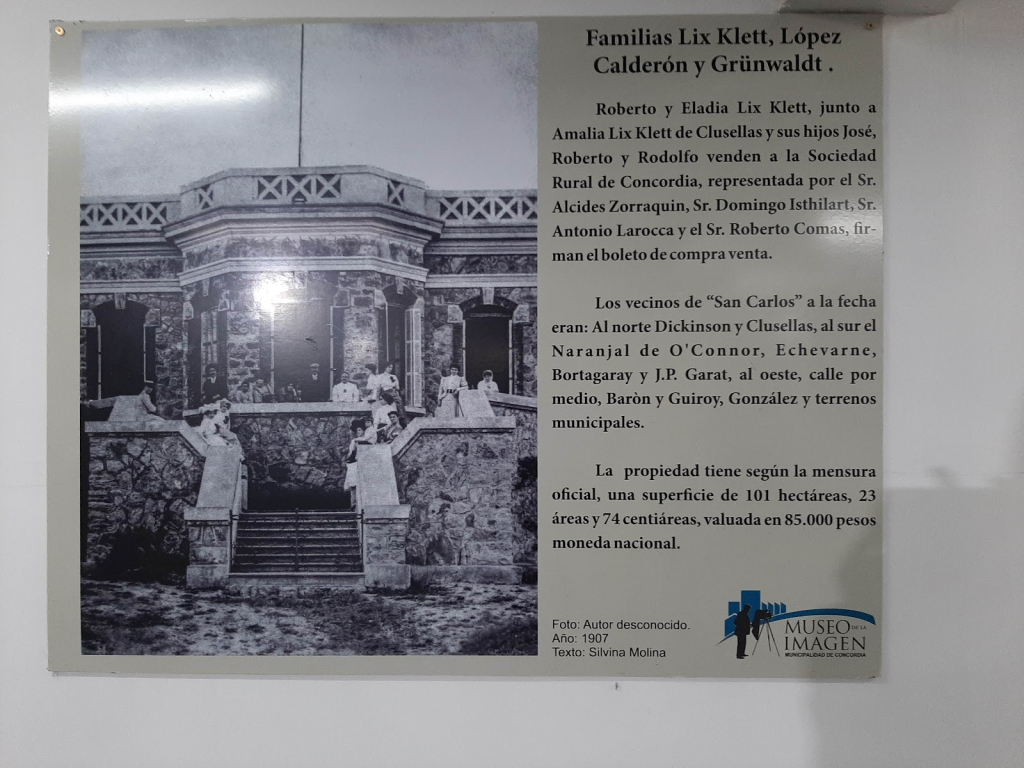 Familias Lix Klett, López
Calderón y Grünwaldt .
Roberto y Eladia Lix Klett, junto a
Amalia Lix Klett de Clusellas y sus hijos José,
Roberto y Rodolfo venden a la Sociedad
Rural de Concordia, representada por el Sr.
Alcides Zorraquin, Sr. Domingo Isthilart, Sr.
Antonio Larocca y el Sr. Roberto Comas, fir-
man el boleto de compra venta.
Los vecinos de “San Carlos” a la fecha
eran: Al norte Dickinson y Clusellas, al sur el
Naranjal de O'Connor, Echevarne,
Bortagaray y J.P. Garat, al oeste, calle por
medio, Baròn y Guiroy, González y terrenos
municipales.
La propiedad tiene según la mensura
oficial, una superficie de 101 hectáreas, 23
áreas y 74 centiáreas, valuada en 85.000 pesos
moneda nacional.
Foto: Autor desconocido.
Año: 1907
Texto: Silvina Molina
MUSEO DE LA
IMAGEN
MUNICIPALIDAD DE CONCORDIA